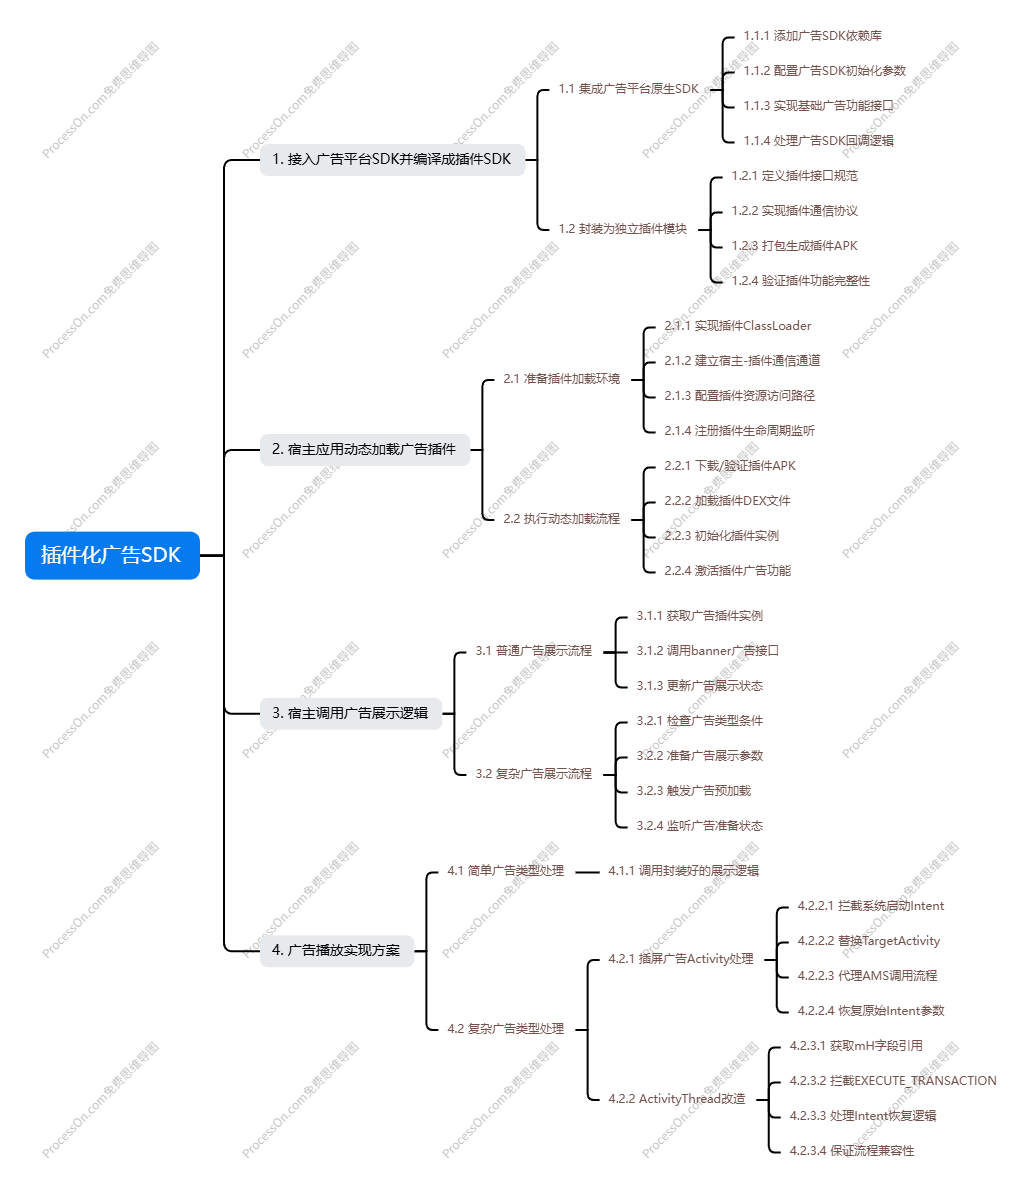 插件化广告SDK
1. 接入广告平台SDK并编译成插件SDK
1.1 集成广告平台原生SDK
1.1.1 添加广告SDK依赖库
1.1.2 配置广告SDK初始化参数
1.1.3 实现基础广告功能接口
1.1.4 处理广告SDK回调逻辑
1.2 封装为独立插件模块
1.2.1 定义插件接口规范
1.2.2 实现插件通信协议
1.2.3 打包生成插件APK
1.2.4 验证插件功能完整性
2. 宿主应用动态加载广告插件
2.1 准备插件加载环境
2.1.1 实现插件ClassLoader
2.1.2 建立宿主-插件通信通道
2.1.3 配置插件资源访问路径
2.1.4 注册插件生命周期监听
2.2 执行动态加载流程
2.2.1 下载/验证插件APK
2.2.2 加载插件DEX文件
2.2.3 初始化插件实例
2.2.4 激活插件广告功能
3. 宿主调用广告展示逻辑
3.1 普通广告展示流程
3.1.1 获取广告插件实例
3.1.2 调用banner广告接口
3.1.3 更新广告展示状态
3.2 复杂广告展示流程
3.2.1 检查广告类型条件
3.2.2 准备广告展示参数
3.2.3 触发广告预加载
3.2.4 监听广告准备状态
4. 广告播放实现方案
4.1 简单广告类型处理
4.1.1 调用封装好的展示逻辑
4.2 复杂广告类型处理
4.2.1 插屏广告Activity处理
4.2.2.1 拦截系统启动Intent
4.2.2.2 替换TargetActivity
4.2.2.3 代理AMS调用流程
4.2.2.4 恢复原始Intent参数
4.2.2 ActivityThread改造
4.2.3.1 获取mH字段引用
4.2.3.2 拦截EXECUTE_TRANSACTION
4.2.3.3 处理Intent恢复逻辑
4.2.3.4 保证流程兼容性
ProcessOn.com免费思维导图